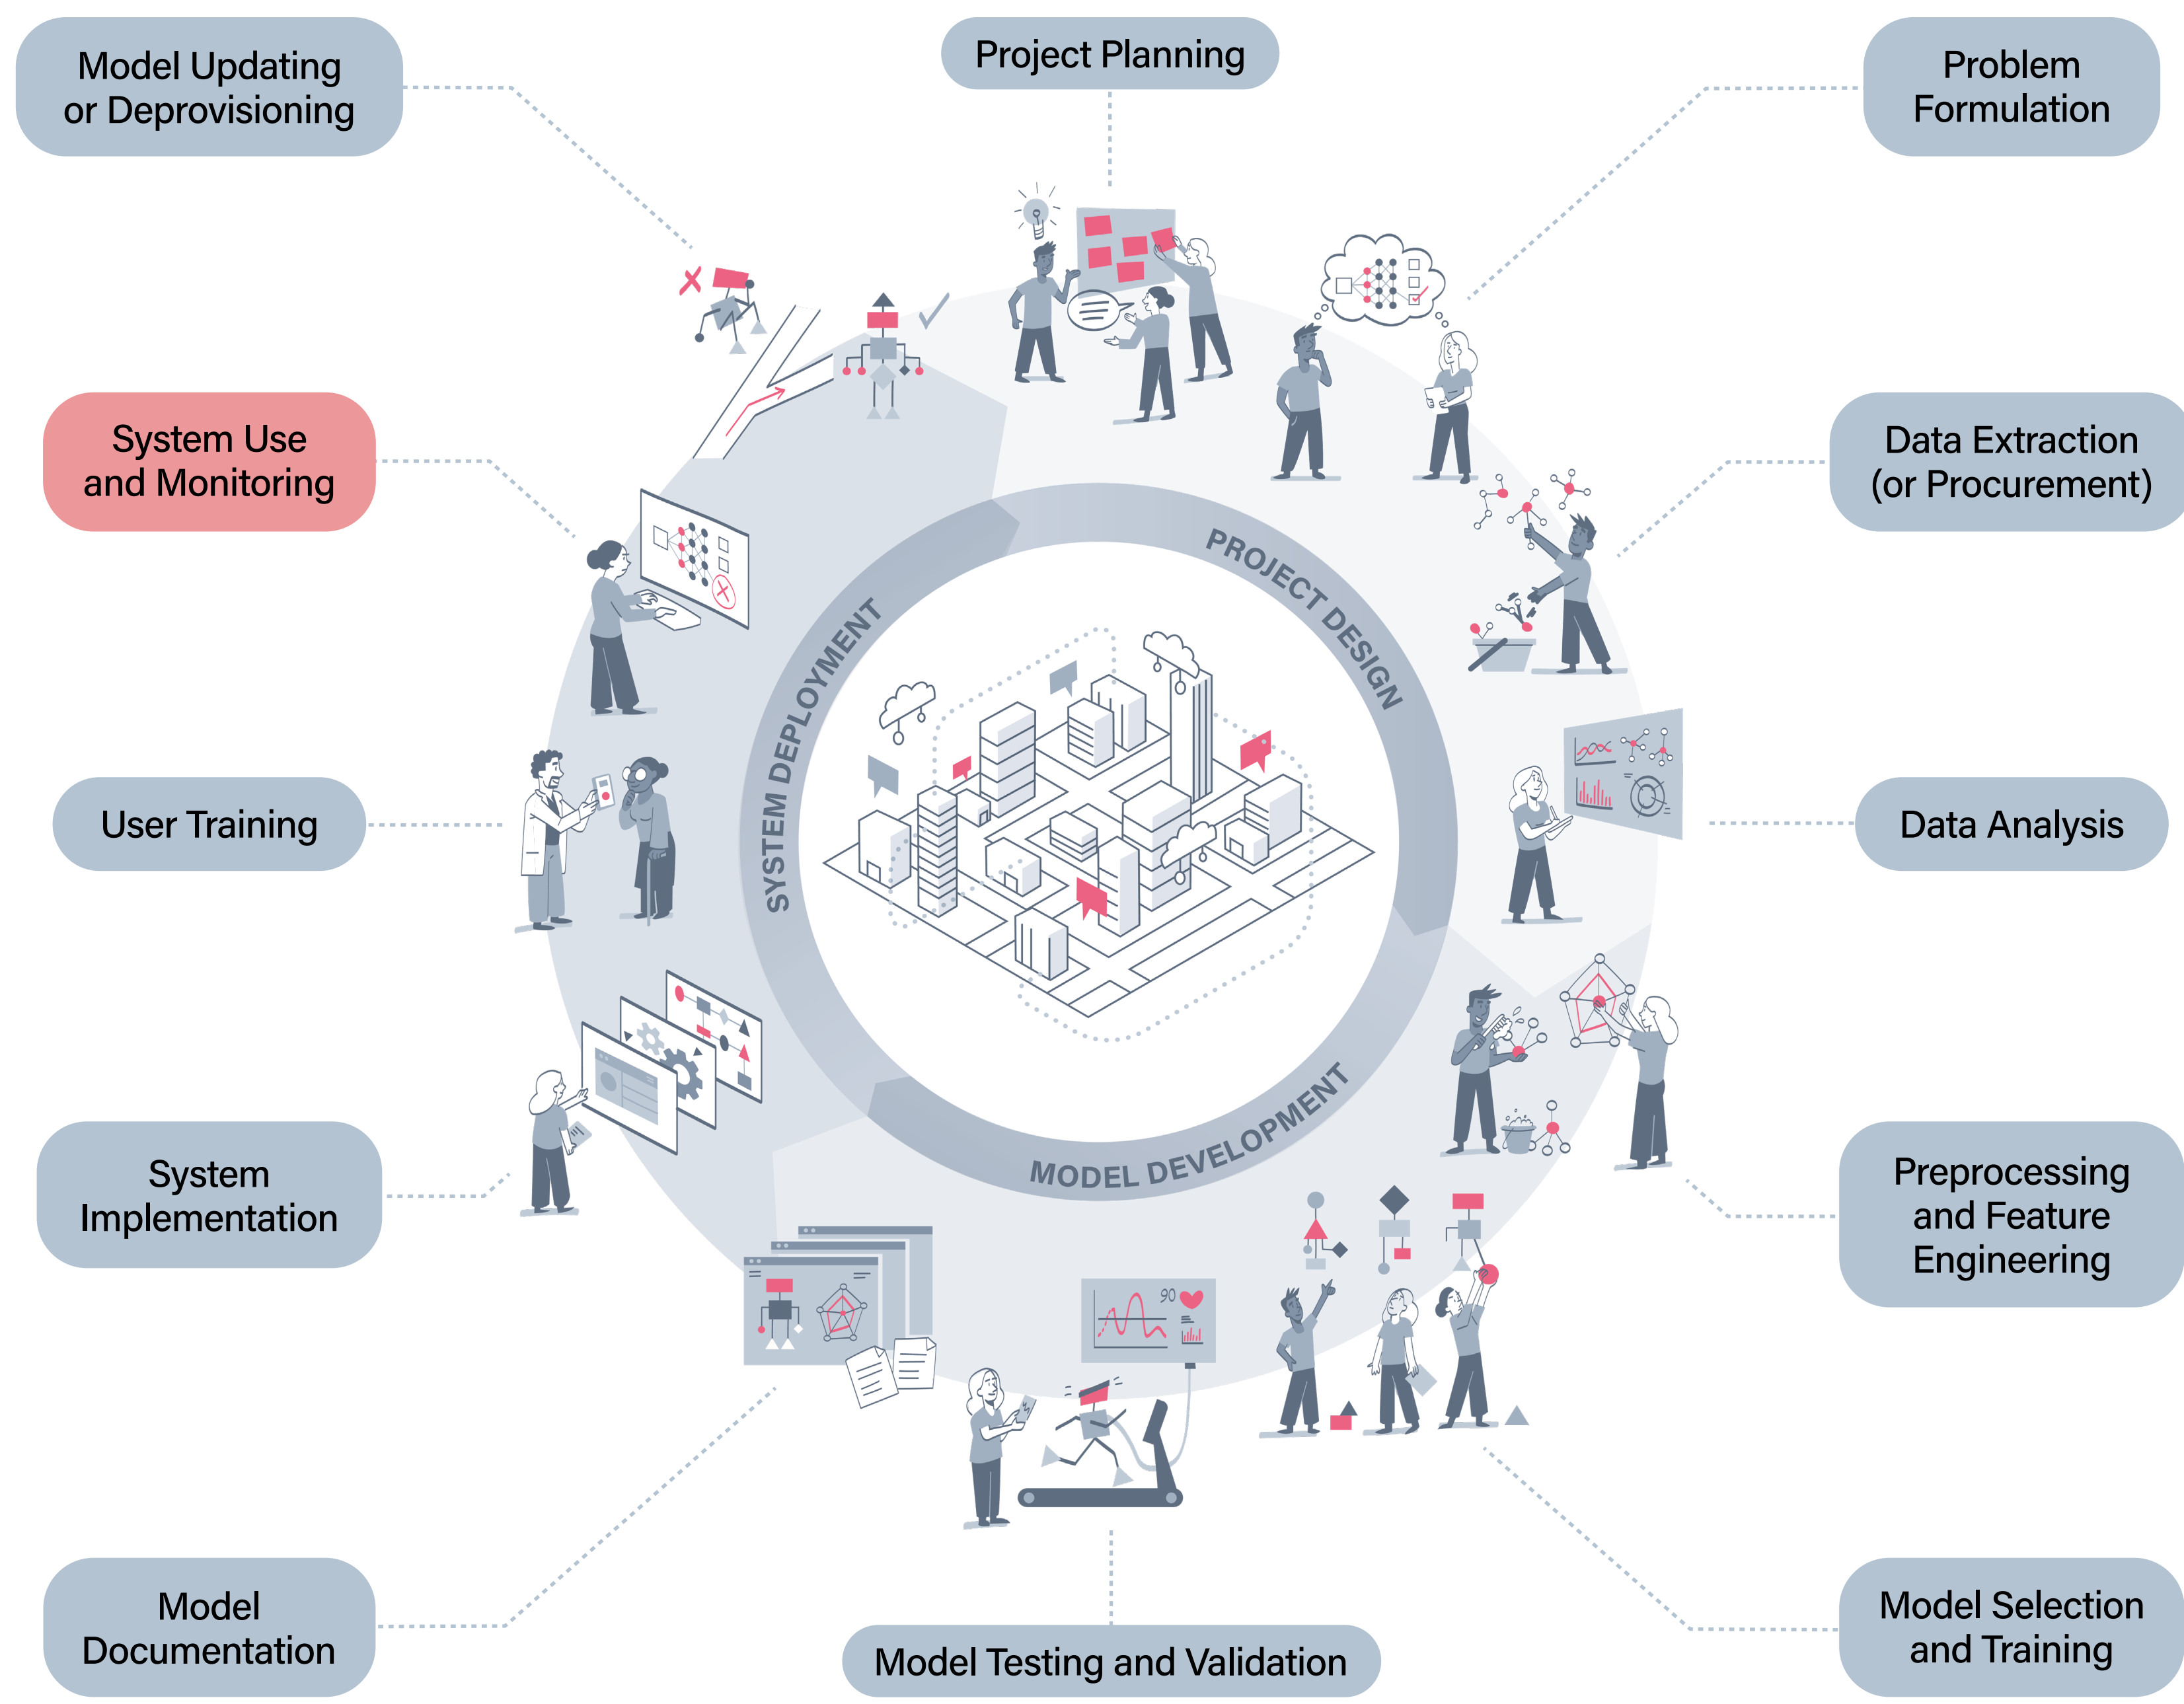 Model Updating
or Deprovisioning
Project Planning
Problem
Formulation
System Use
and Monitoring
Data Extraction
(or Procurement)
PROJECT DESIGN
SYSTEM DEPLOYMENT
User Training
Data Analysis
MODEL DEVELOPMENT
System
Implementation
Preprocessing
and Feature
Engineering
90
Model
Documentation
Model Testing and Validation
Model Selection
and Training